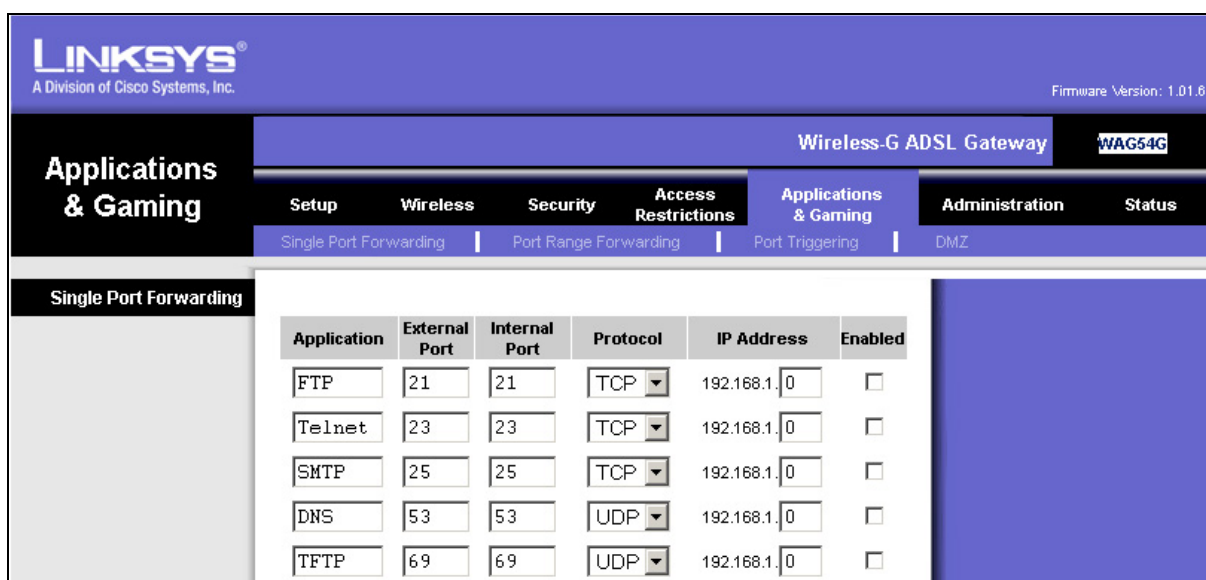 LINKSYS®
A Division of Cisco Systems, Inc.
Firmware Version: 1.01.6
Applications & Gaming
Wireless-G ADSL Gateway WAG54G
Setup Wireless Security Access Restrictions Applications & Gaming Administration Status
Single Port Forwarding Port Range Forwarding Port Triggering DMZ
Single Port Forwarding
Application External Port Internal Port Protocol IP Address Enabled
FTP 21 21 TCP 192.168.1. 0
Telnet 23 23 TCP 192.168.1. 0
SMTP 25 25 TCP 192.168.1. 0
DNS 53 53 UDP 192.168.1. 0
TFTP 69 69 UDP 192.168.1. 0